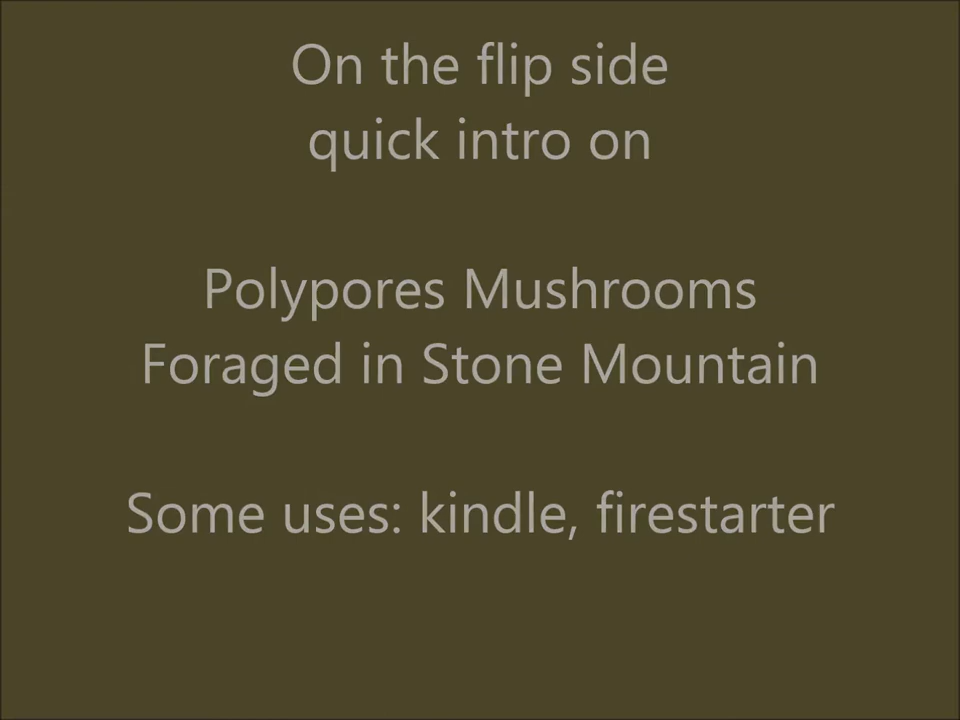 On the flip side
quick intro on
Polypores Mushrooms
Foraged in Stone Mountain
Some uses: kindle, firestarter